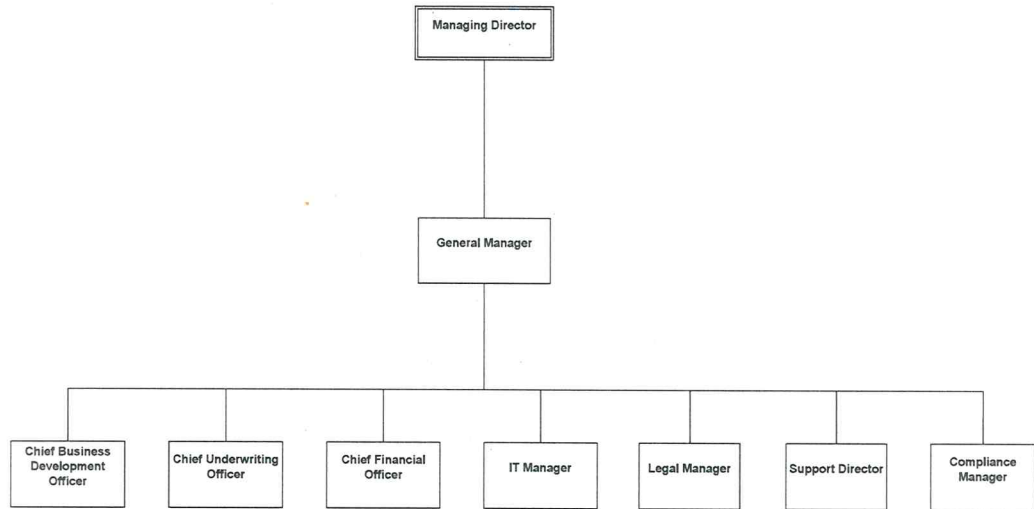 Managing Director
General Manager
Chief Business
Development
Officer
Chief Underwriting
Officer
Chief Financial
Officer
IT Manager
Legal Manager
Support Director
Compliance
Manager